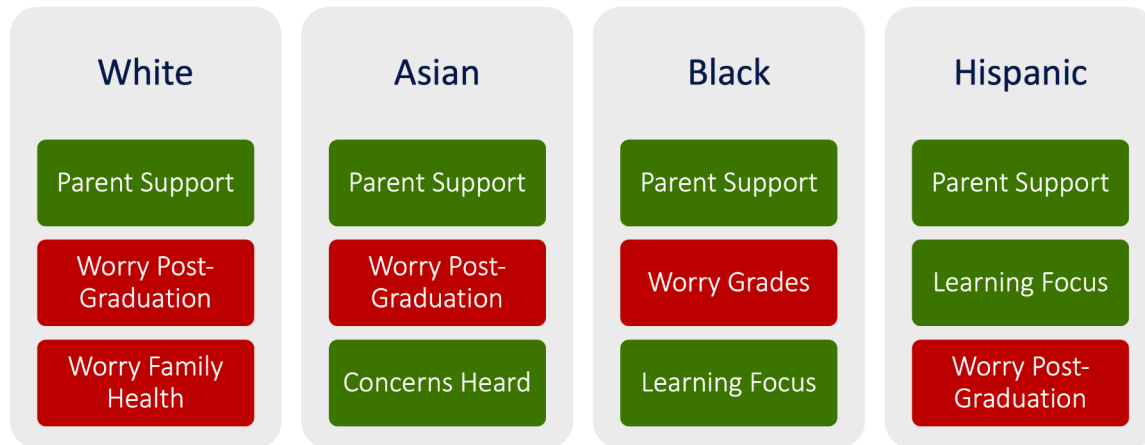 White
Parent Support
Worry Post-
Graduation
Worry Family
Health
Asian
Parent Support
Worry Post-
Graduation
Concerns Heard
Black
Parent Support
Worry Grades
Learning Focus
Hispanic
Parent Support
Learning Focus
Worry Post-
Graduation